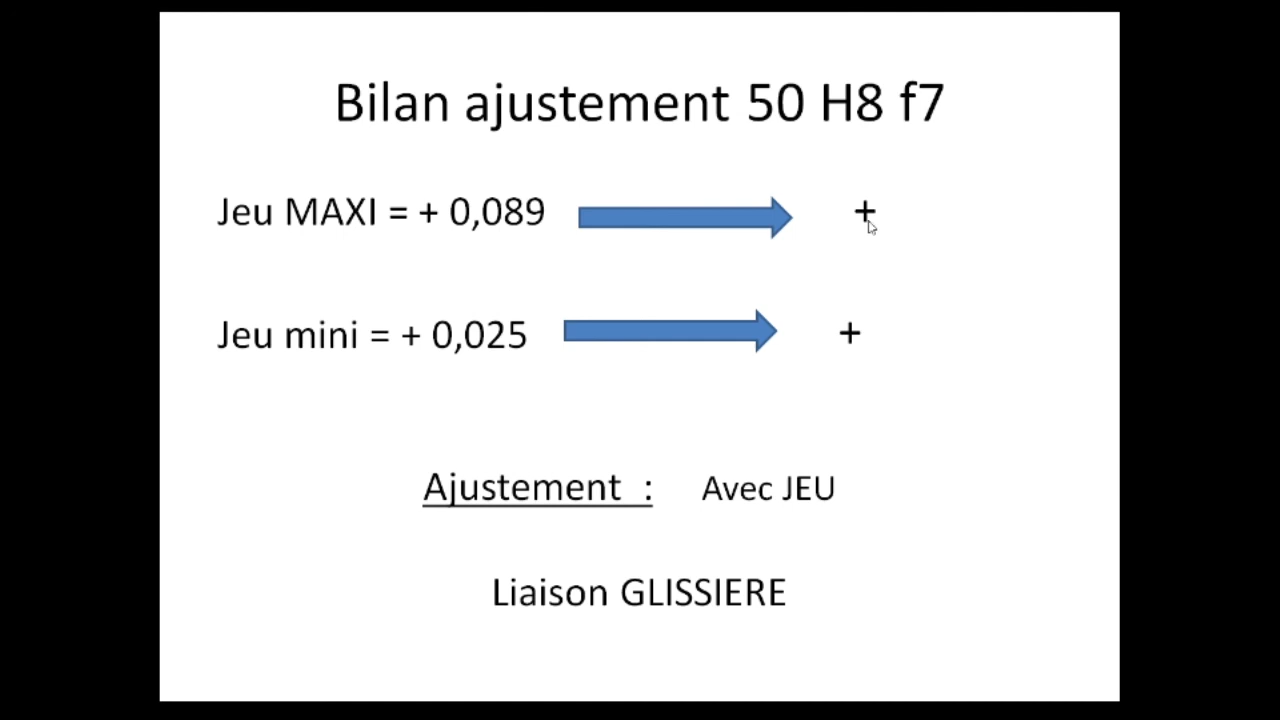 Bilan ajustement 50 H8 f7
Jeu MAXI = + 0,089 +
Jeu mini = + 0,025 +
Ajustement : Avec JEU
Liaison GLISSIERE